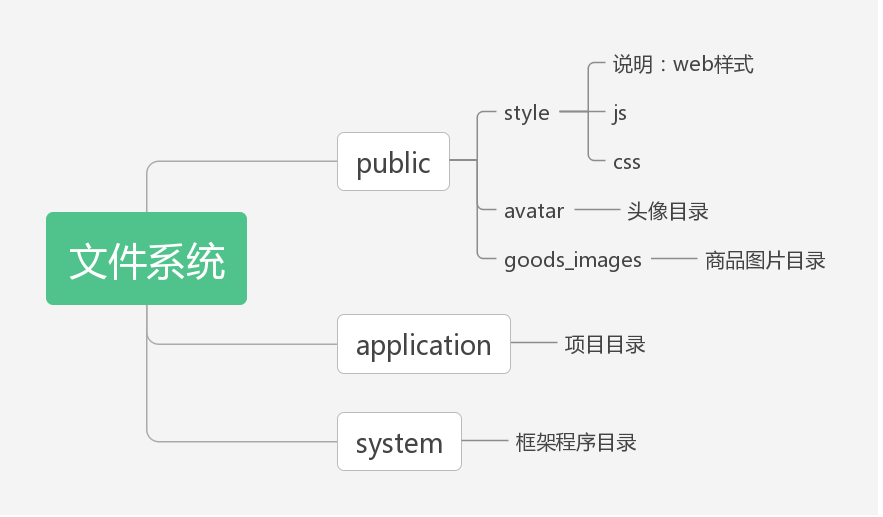 文件系统
public
style
说明：web样式
js
css
avatar
头像目录
goods_images
商品图片目录
application
项目目录
system
框架程序目录